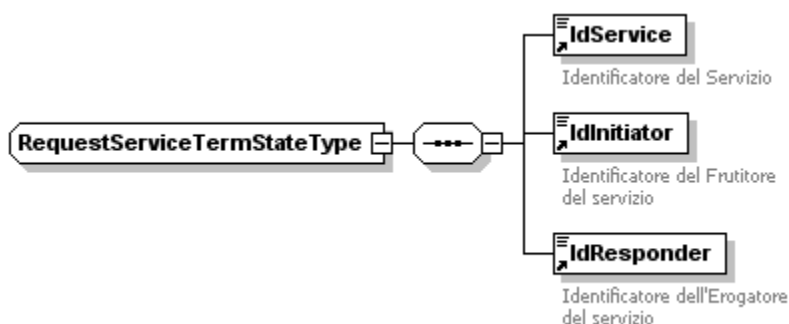 IdService
Identificatore del Servizio
RequestServiceTermStateType
IdInitiator
Identificatore del Frutitore
del servizio
IdResponder
Identificatore dell'Erogatore
del servizio